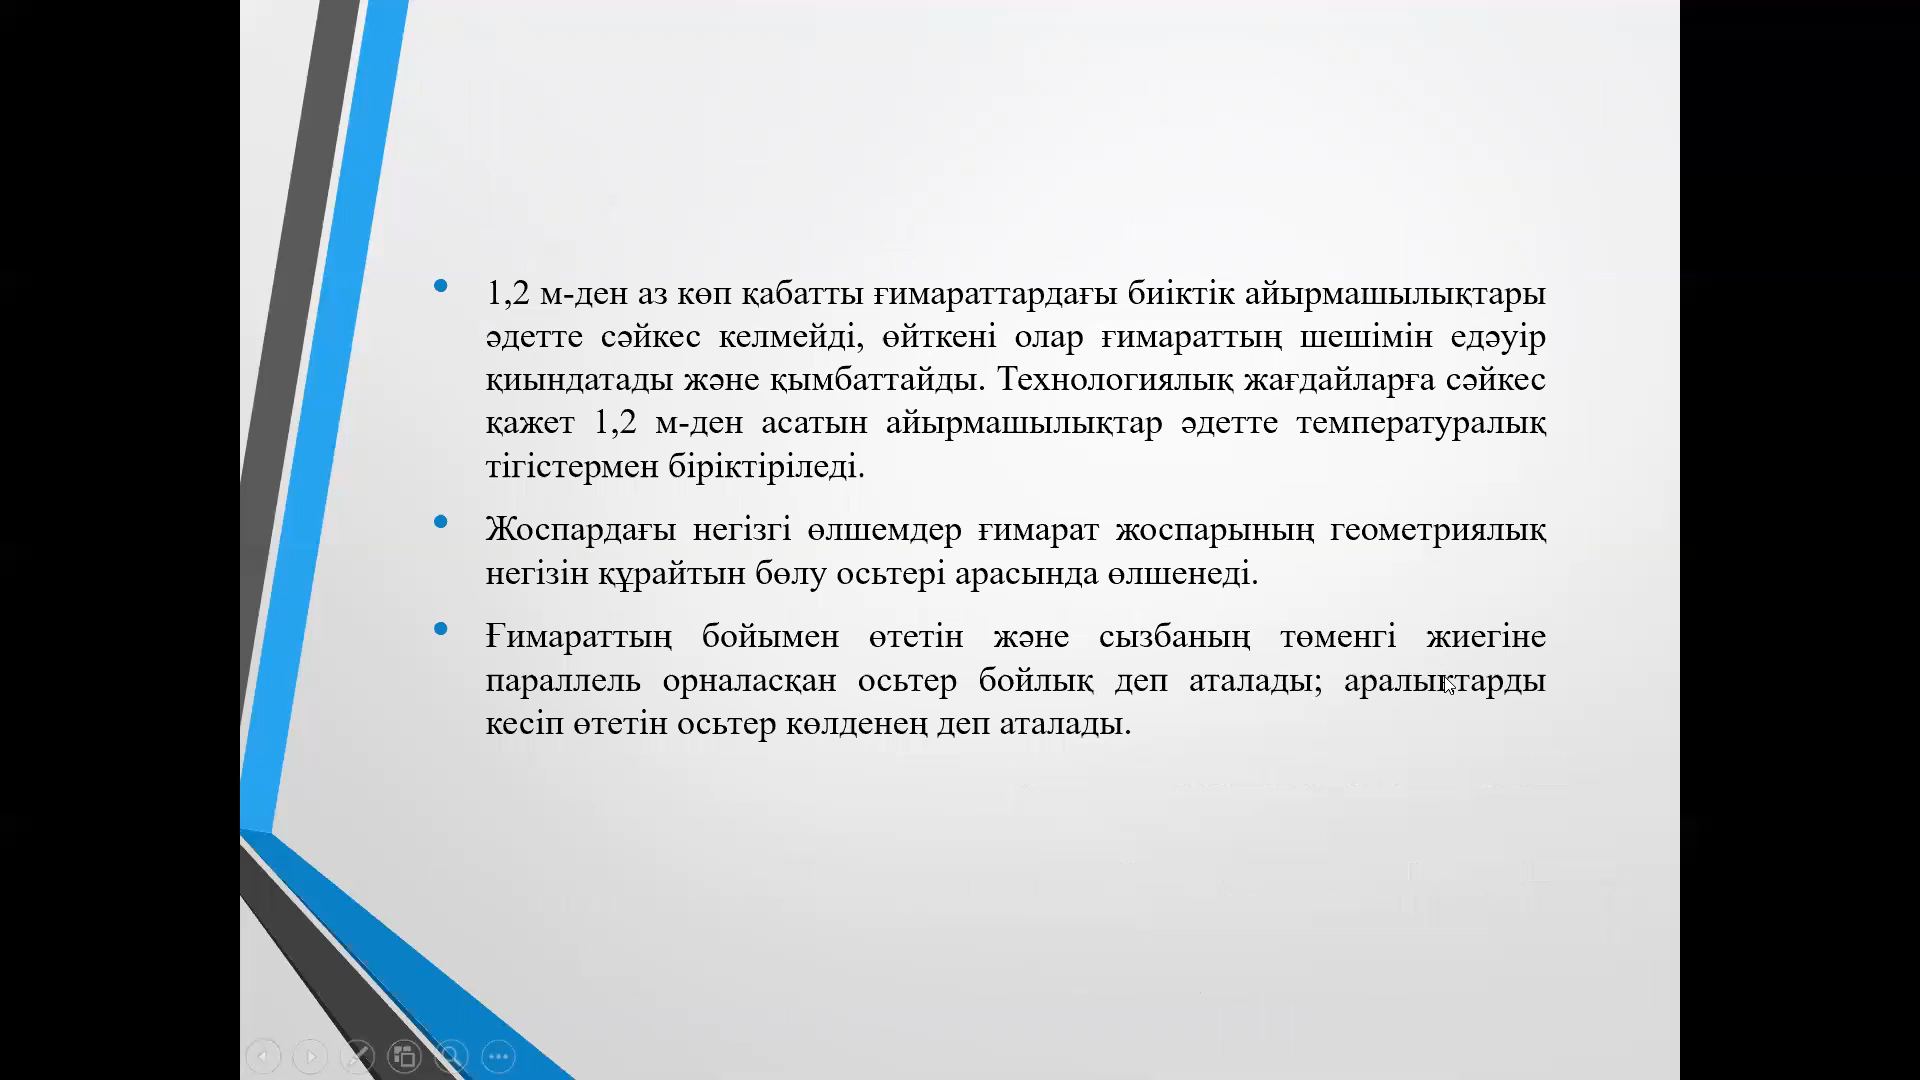 1,2 м-ден аз көп қабатты ғимараттардағы биіктік айырмашылықтары
әдетте сәйкес келмейді, өйткені олар ғимараттың шешімін едәуір
қиындатады және қымбаттайды. Технологиялық жағдайларға сәйкес
қажет 1,2 м-ден асатын айырмашылықтар әдетте температуралық
тігістермен біріктіріледі.
Жоспардағы негізгі өлшемдер ғимарат жоспарының геометриялық
негізін құрайтын бөлу осьтері арасында өлшенеді.
Ғимараттың бойымен өтетін және сызбаның төменгі жиегіне
параллель орналасқан осьтер бойлық деп аталады; аралықтарды
кесіп өтетін осьтер көлденең деп аталады.